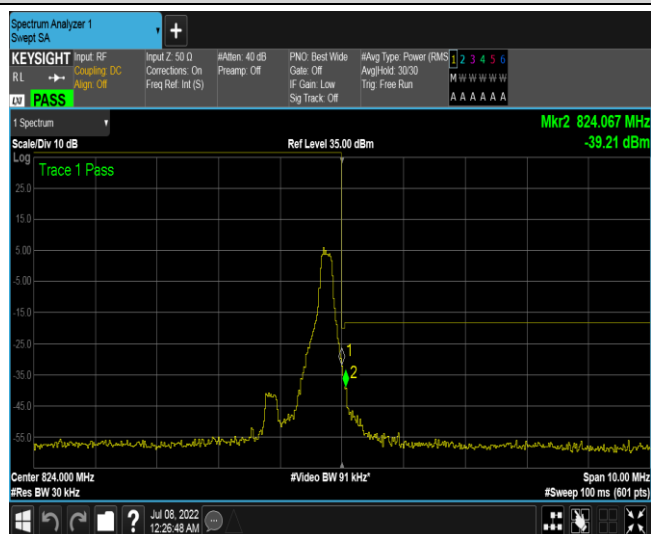 Spectrum Analyzer 1
Swept SA
+
KEYSIGHT
RL
LXI PASS
Input: RF
Coupling: DC
Align: Off
Input Z: 50 Ω
Corrections: On
Freq Ref: Int (S)
#Atten: 40 dB
Preamp: Off
PNO: Best Wide
Gate: Off
IF Gain: Low
Sig Track: Off
#Avg Type: Power (RMS
Avg|Hold: 30/30
Trig: Free Run
1 2 3 4 5 6
M W W W W W
A A A A A A
1 Spectrum
Mkr2 824.067 MHz
Scale/Div 10 dB
Ref Level 35.00 dBm
-39.21 dBm
Log
Trace 1 Pass
25.0
15.0
5.00
-5.00
-15.0
-25.0
-35.0
-45.0
-55.0
1
2
Center 824.000 MHz
#Video BW 91 kHz*
Span 10.00 MHz
#Res BW 30 kHz
#Sweep 100 ms (601 pts)
?
Jul 08, 2022
12:26:48 AM